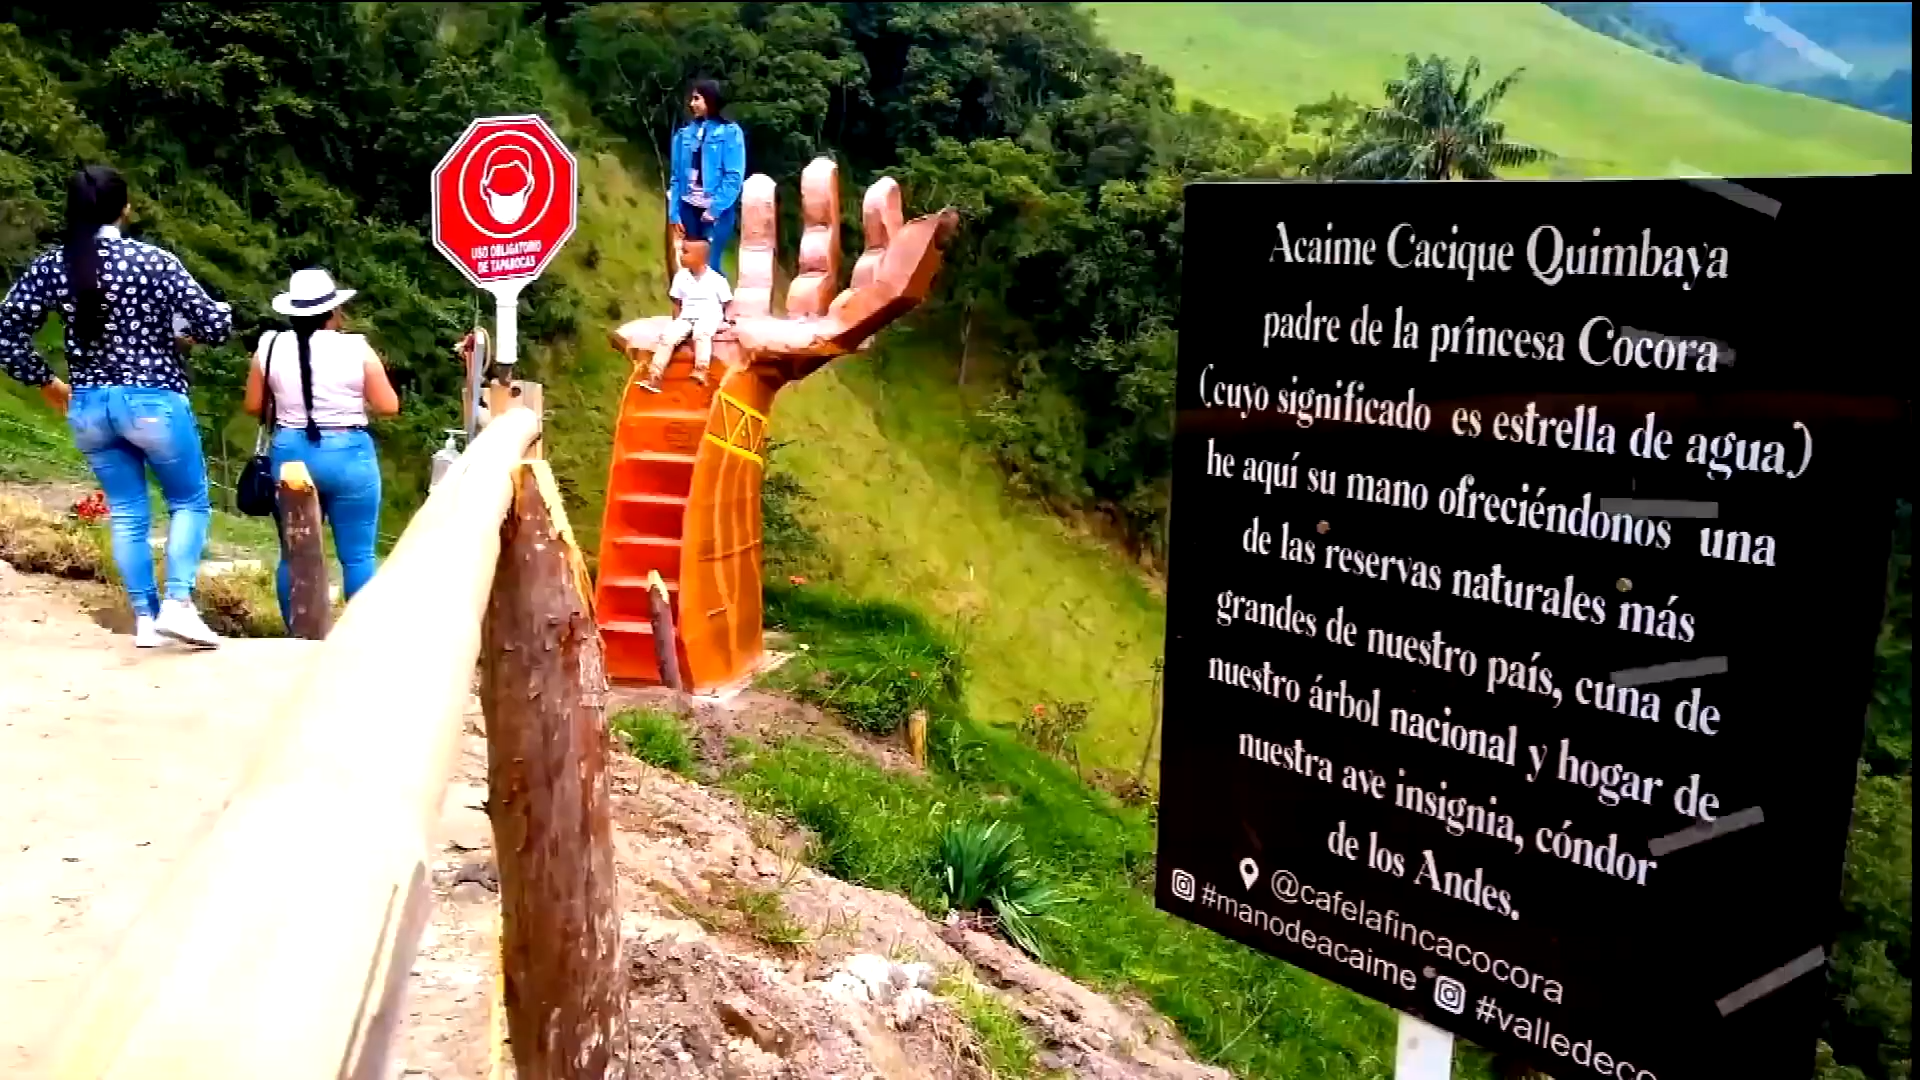 USO OBLIGATORIO
DE TAPABOCAS
Acaime Cacique Quimbaya
padre de la princesa Cocora
(cuyo significado es estrella de agua)
he aquí su mano ofreciéndonos una
de las reservas naturales más
grandes de nuestro país, cuna de
nuestro árbol nacional y hogar de
nuestra ave insignia, cóndor
de los Andes.
@cafelafincacocora
#manodeacaime #valledeco